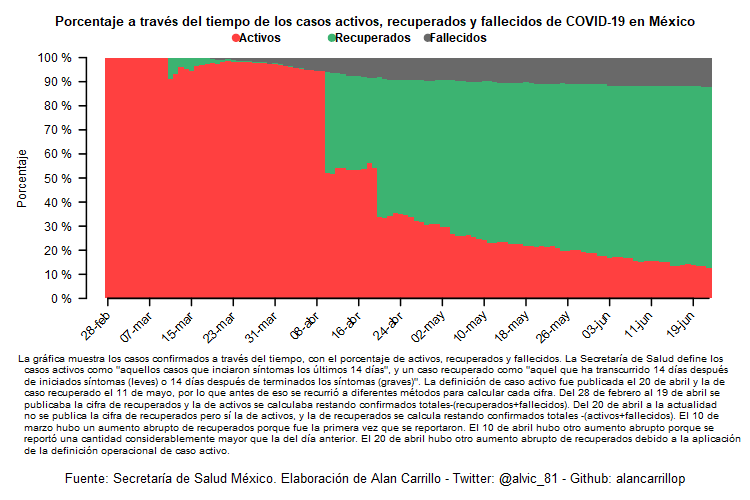 Porcentaje a través del tiempo de los casos activos, recuperados y fallecidos de COVID-19 en México
Activos Recuperados Fallecidos
Porcentaje
100 %
90 %
80 %
70 %
60 %
50 %
40 %
30 %
20 %
10 %
0 %
28-feb 07-mar 15-mar 23-mar 31-mar 08-abr 16-abr 24-abr 02-may 10-may 18-may 26-may 03-jun 11-jun 19-jun
La gráfica muestra los casos confirmados a través del tiempo, con el porcentaje de activos, recuperados y fallecidos. La Secretaría de Salud define los
casos activos como "aquellos casos que inciaron síntomas los últimos 14 días", y un caso recuperado como "aquel que ha transcurrido 14 días después
de iniciados síntomas (leves) o 14 días después de terminados los síntomas (graves)". La definición de caso activo fue publicada el 20 de abril y la de
caso recuperado el 11 de mayo, por lo que antes de eso se recurrió a diferentes métodos para calcular cada cifra. Del 28 de febrero al 19 de abril se
publicaba la cifra de recuperados y la de activos se calculaba restando confirmados totales-(recuperados+fallecidos). Del 20 de abril a la actualidad
no se publica la cifra de recuperados pero sí la de activos, y la de recuperados se calcula restando confirmados totales -(activos+fallecidos). El 10 de
marzo hubo un aumento abrupto de recuperados porque fue la primera vez que se reportaron. El 10 de abril hubo otro aumento abrupto porque se
reportó una cantidad considerablemente mayor que la del día anterior. El 20 de abril hubo otro aumento abrupto de recuperados debido a la aplicación
de la definición operacional de caso activo.
Fuente: Secretaría de Salud México. Elaboración de Alan Carrillo - Twitter: @alvic_81 - Github: alancarrillop